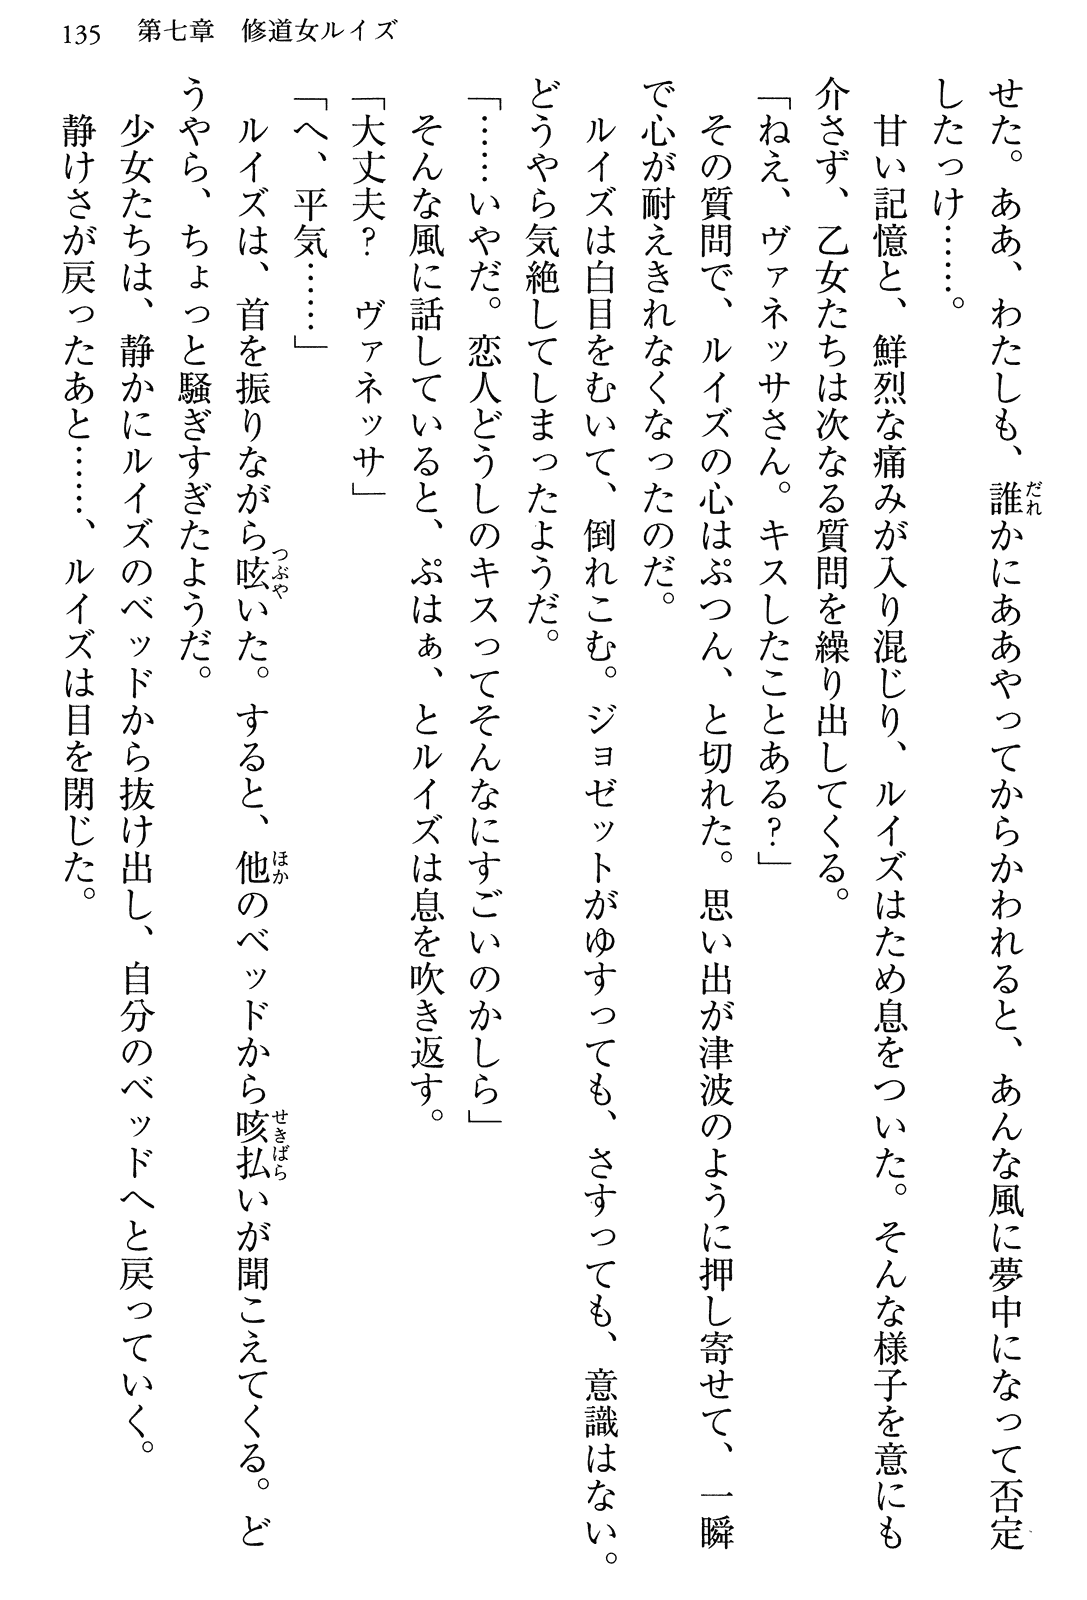 135　第七章　修道女ルイズ
せた。ああ、わたしも、誰かにああやってからかわれると、あんな風に夢中になって否定
したっけ……。
　甘い記憶と、鮮烈な痛みが入り混じり、ルイズはため息をついた。そんな様子を意にも
介さず、乙女たちは次なる質問を繰り出してくる。
「ねえ、ヴァネッサさん。キスしたことある？」
　その質問で、ルイズの心はぷつん、と切れた。思い出が津波のように押し寄せて、一瞬
で心が耐えきれなくなったのだ。
　ルイズは白目をむいて、倒れこむ。ジョゼットがゆすっても、さすっても、意識はない。
どうやら気絶してしまったようだ。
「……いやだ。恋人どうしのキスってそんなにすごいのかしら」
　そんな風に話していると、ぷはぁ、とルイズは息を吹き返す。
「大丈夫？　ヴァネッサ」
「へ、平気……」
　ルイズは、首を振りながら呟いた。すると、他のベッドから咳払いが聞こえてくる。ど
うやら、ちょっと騒ぎすぎたようだ。
　少女たちは、静かにルイズのベッドから抜け出し、自分のベッドへと戻っていく。
　静けさが戻ったあと……、ルイズは目を閉じた。